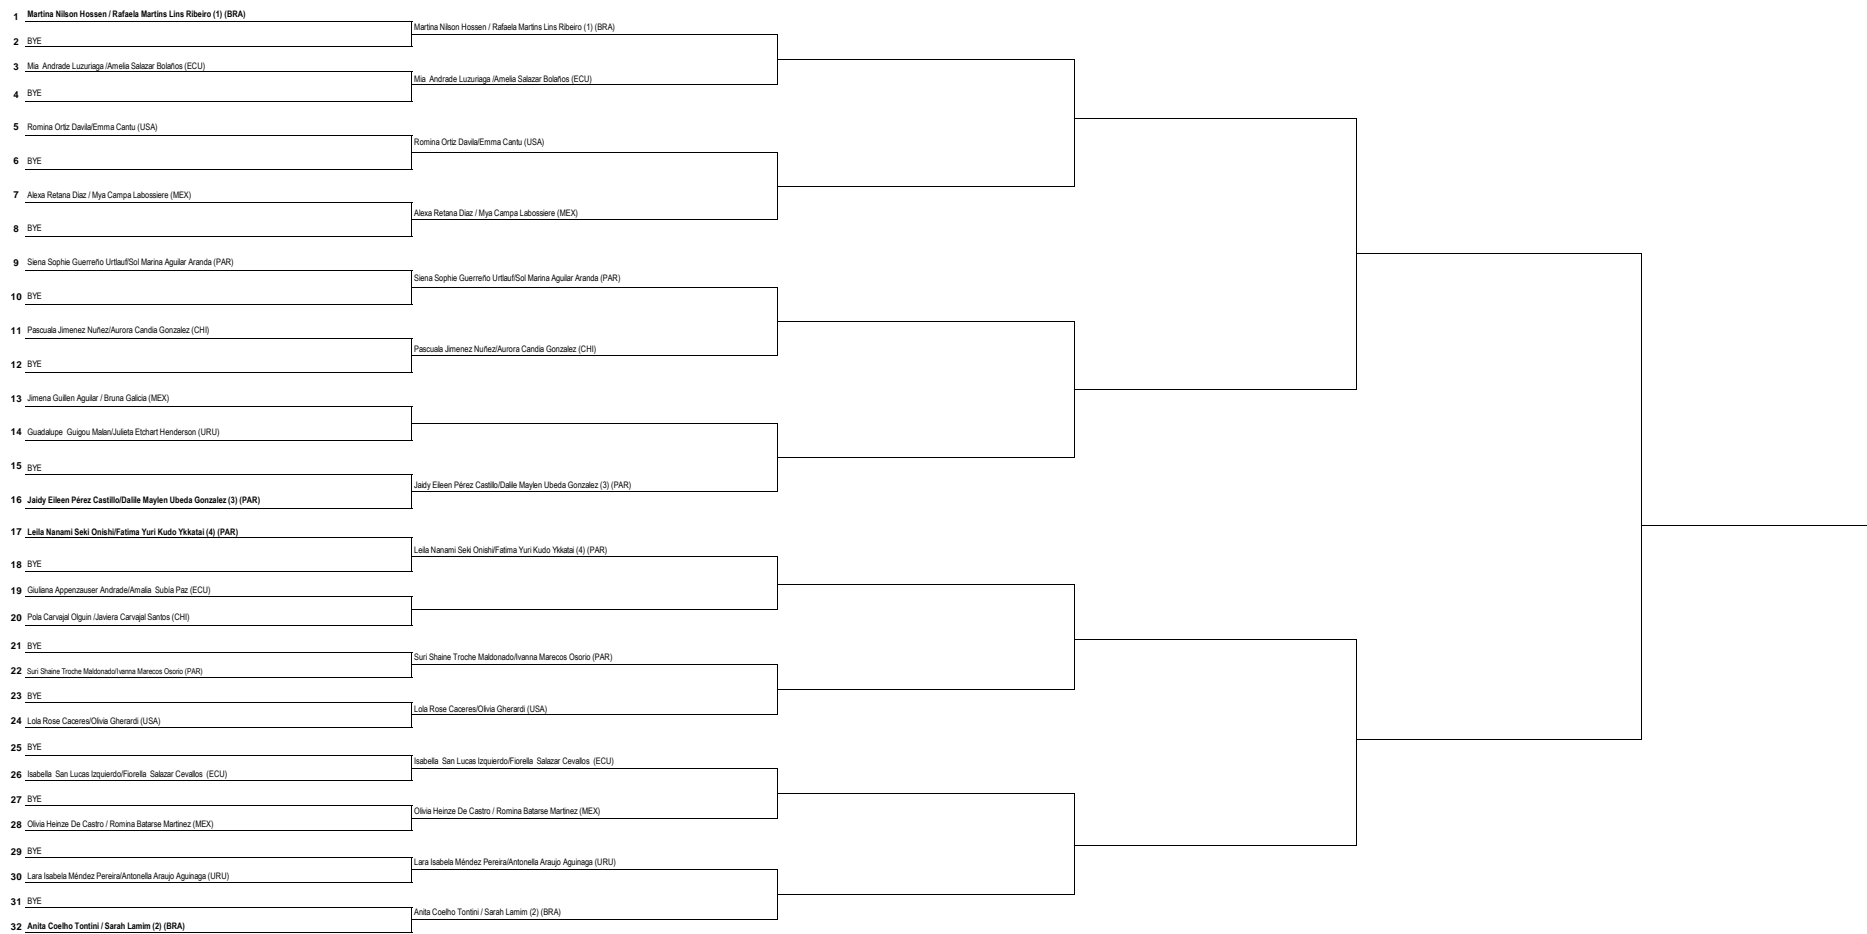 1 Martina Nilson Hossen / Rafaela Martins Lins Ribeiro (1) (BRA)
Martina Nilson Hossen / Rafaela Martins Lins Ribeiro (1) (BRA)
2 BYE
3 Mia Andrade Luzuriaga /Amelia Salazar Bolaños (ECU)
Mia Andrade Luzuriaga /Amelia Salazar Bolaños (ECU)
4 BYE
5 Romina Ortiz Davila/Emma Cantu (USA)
Romina Ortiz Davila/Emma Cantu (USA)
6 BYE
7 Alexa Retana Diaz / Mya Campa Labossiere (MEX)
Alexa Retana Diaz / Mya Campa Labossiere (MEX)
8 BYE
9 Siena Sophie Guerreño Urtlauf/Sol Marina Aguilar Aranda (PAR)
Siena Sophie Guerreño Urtlauf/Sol Marina Aguilar Aranda (PAR)
10 BYE
11 Pascuala Jimenez Nuñez/Aurora Candia Gonzalez (CHI)
Pascuala Jimenez Nuñez/Aurora Candia Gonzalez (CHI)
12 BYE
13 Jimena Guillen Aguilar / Bruna Galicia (MEX)
14 Guadalupe Guigou Malan/Julieta Etchart Henderson (URU)
15 BYE
Jaidy Eileen Pérez Castillo/Dalile Maylen Ubeda Gonzalez (3) (PAR)
16 Jaidy Eileen Pérez Castillo/Dalile Maylen Ubeda Gonzalez (3) (PAR)
17 Leila Nanami Seki Onishi/Fatima Yuri Kudo Ykkatai (4) (PAR)
Leila Nanami Seki Onishi/Fatima Yuri Kudo Ykkatai (4) (PAR)
18 BYE
19 Giuliana Appenzauser Andrade/Amalia Subía Paz (ECU)
20 Pola Carvajal Olguin /Javiera Carvajal Santos (CHI)
21 BYE
Suri Shaine Troche Maldonado/Ivanna Marecos Osorio (PAR)
22 Suri Shaine Troche Maldonado/Ivanna Marecos Osorio (PAR)
23 BYE
Lola Rose Caceres/Olivia Gherardi (USA)
24 Lola Rose Caceres/Olivia Gherardi (USA)
25 BYE
Isabella San Lucas Izquierdo/Fiorella Salazar Cevallos (ECU)
26 Isabella San Lucas Izquierdo/Fiorella Salazar Cevallos (ECU)
27 BYE
Olivia Heinze De Castro / Romina Batarse Martinez (MEX)
28 Olivia Heinze De Castro / Romina Batarse Martinez (MEX)
29 BYE
Lara Isabela Méndez Pereira/Antonella Araujo Aguinaga (URU)
30 Lara Isabela Méndez Pereira/Antonella Araujo Aguinaga (URU)
31 BYE
Anita Coelho Tontini / Sarah Lamim (2) (BRA)
32 Anita Coelho Tontini / Sarah Lamim (2) (BRA)